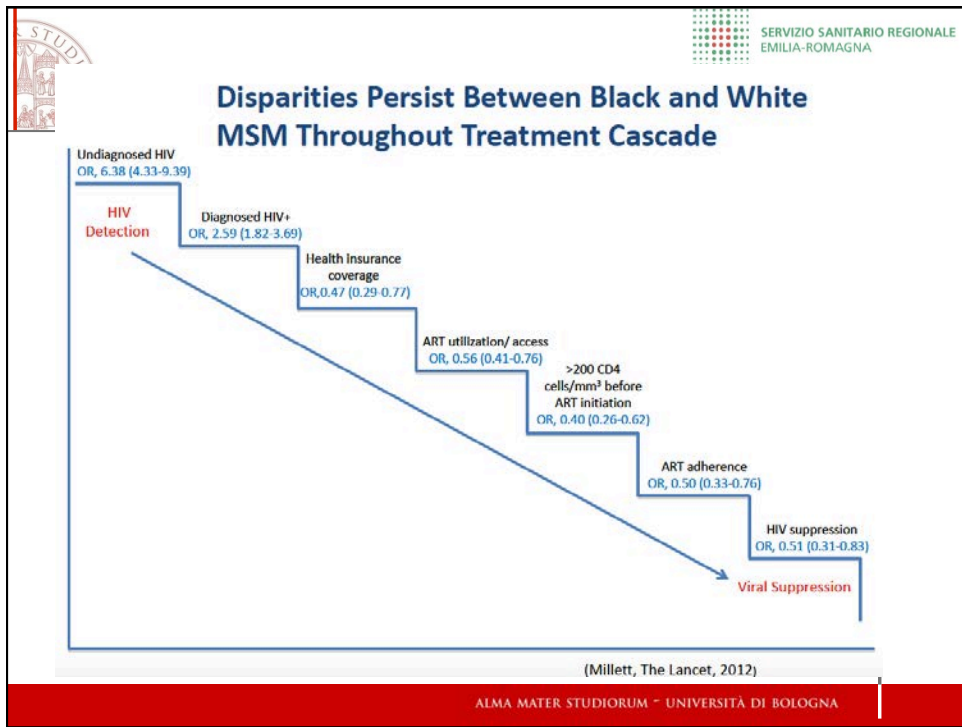 STUD
SERVIZIO SANITARIO REGIONALE
EMILIA-ROMAGNA
Disparities Persist Between Black and White
MSM Throughout Treatment Cascade
Undiagnosed HIV
OR, 6.38 (4.33-9.39)
HIV
Detection
Diagnosed HIV+
OR, 2.59 (1.82-3.69)
Health insurance
coverage
OR,0.47 (0.29-0.77)
ART utilization/ access
OR, 0.56 (0.41-0.76)
>200 CD4
cells/mm³ before
ART initiation
OR, 0.40 (0.26-0.62)
ART adherence
OR, 0.50 (0.33-0.76)
HIV suppression
OR, 0.51 (0.31-0.83)
Viral Suppression
(Millett, The Lancet, 2012)
ALMA MATER STUDIORUM ~ UNIVERSITÀ DI BOLOGNA